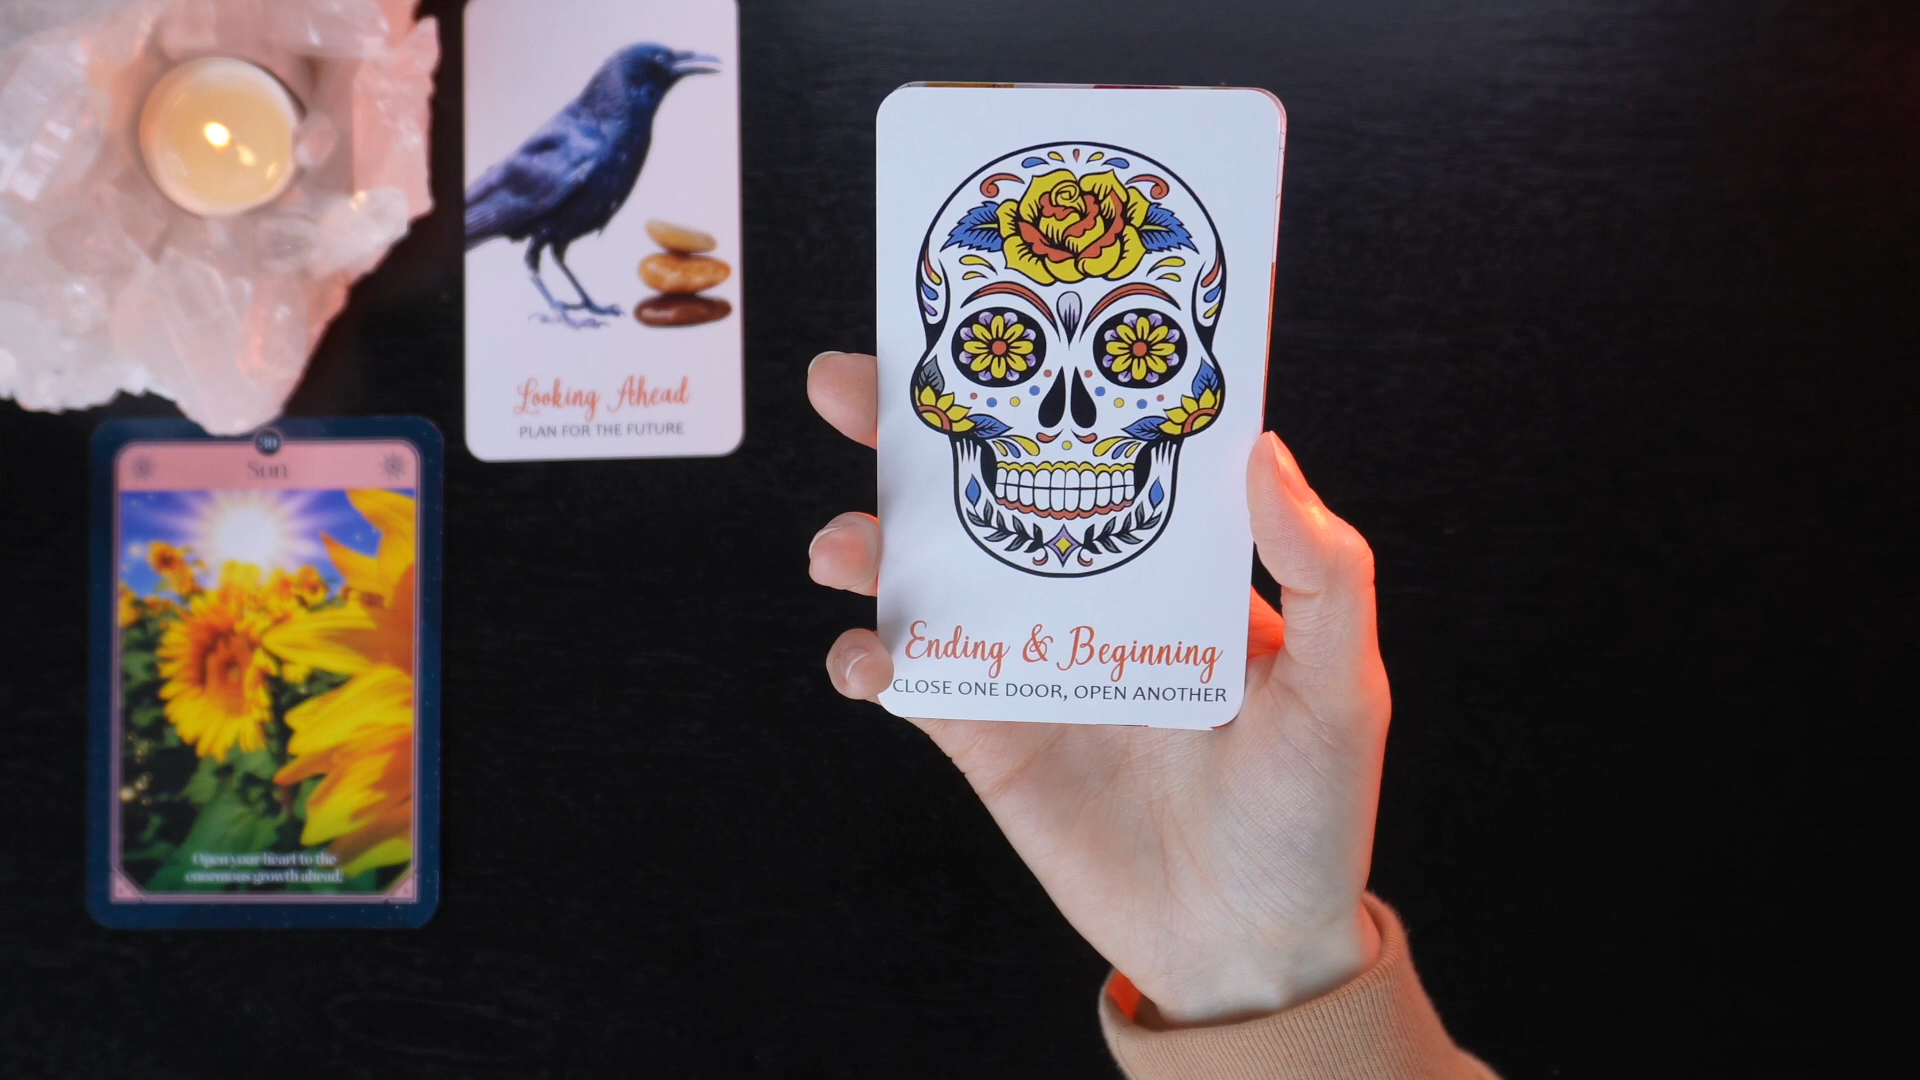 Looking Ahead
PLAN FOR THE FUTURE
30
Sun
Open your heart to the
enormous growth ahead.
Ending & Beginning
CLOSE ONE DOOR, OPEN ANOTHER